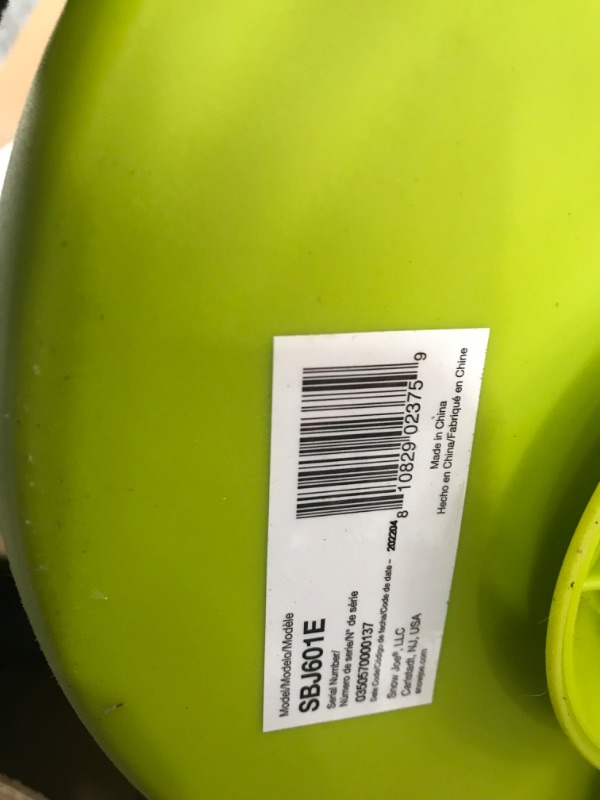 Model/Modelo/Modèle
SBJ601E
Serial Number/
Número de serie/N° de série
0350570000137
Date Code/Código de fecha/Code de date - 202204
Snow Joe®, LLC
Carlstadt, NJ, USA
snowjoe.com
8 10829 02375 9
Made in China
Hecho en China/Fabriqué en Chine